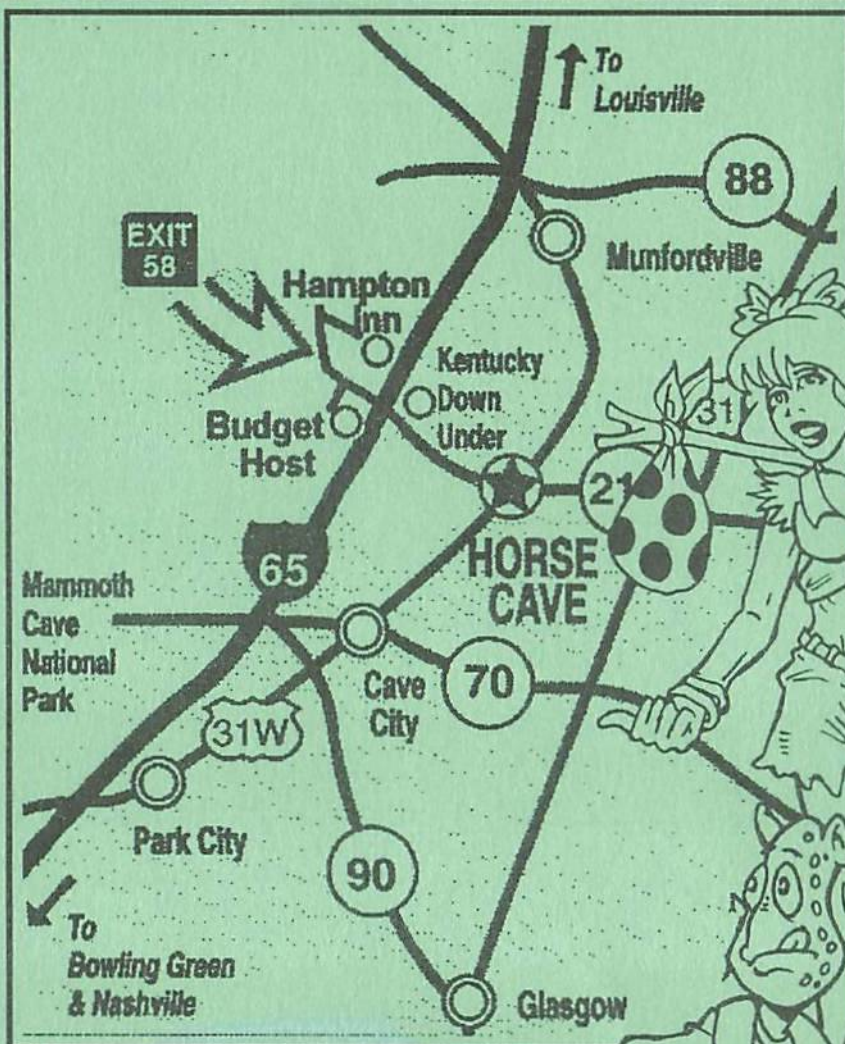 To
Louisville
88
EXIT
58
Munfordville
Hampton
Inn
Kentucky
Down
Under
31
Budget
Host
21
HORSE
CAVE
65
Mammoth
Cave
National
Park
Cave
City
70
31W
Park City
90
To
Bowling Green
& Nashville
Glasgow